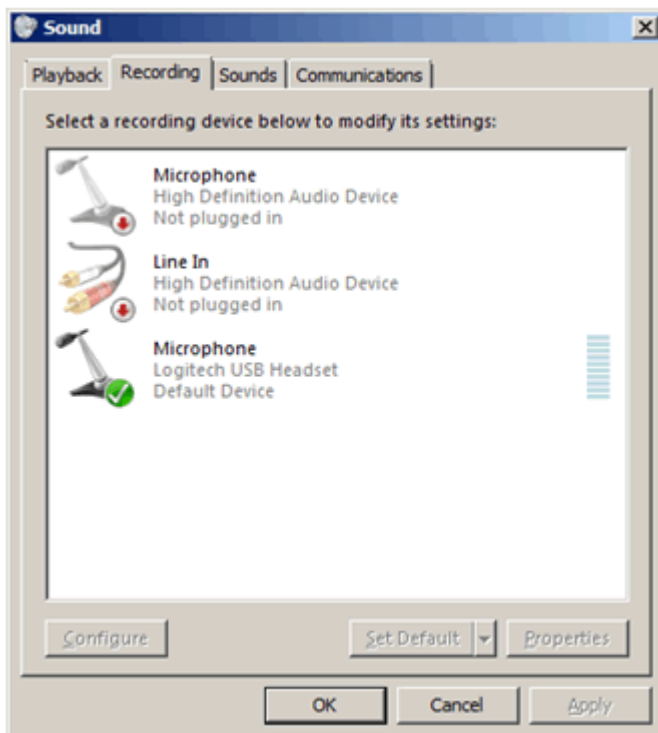 Sound
Playback Recording Sounds Communications
Select a recording device below to modify its settings:
Microphone
High Definition Audio Device
Not plugged in
Line In
High Definition Audio Device
Not plugged in
Microphone
Logitech USB Headset
Default Device
Configure Set Default Properties
OK Cancel Apply